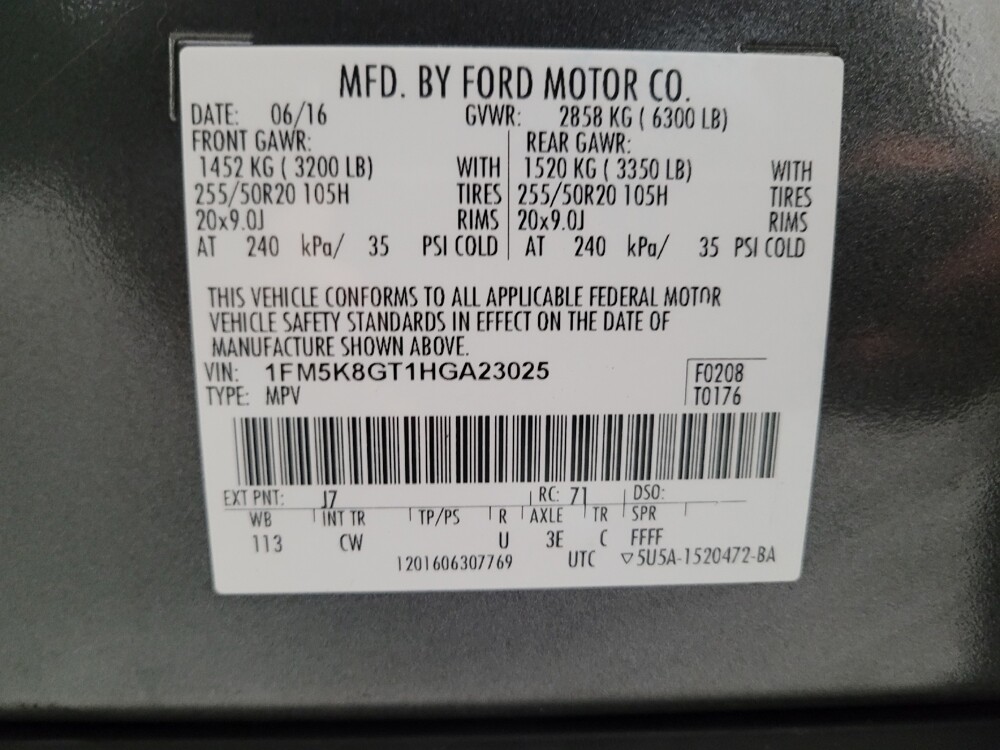 MFD. BY FORD MOTOR CO.
DATE: 06/16 GVWR: 2858 KG ( 6300 LB)
FRONT GAWR: REAR GAWR:
1452 KG ( 3200 LB) WITH 1520 KG ( 3350 LB) WITH
255/50R20 105H TIRES 255/50R20 105H TIRES
20x9.0J RIMS 20x9.0J RIMS
AT 240 kPa/ 35 PSI COLD AT 240 kPa/ 35 PSI COLD
THIS VEHICLE CONFORMS TO ALL APPLICABLE FEDERAL MOTOR
VEHICLE SAFETY STANDARDS IN EFFECT ON THE DATE OF
MANUFACTURE SHOWN ABOVE.
VIN: 1FM5K8GT1HGA23025 F0208
TYPE: MPV T0176
EXT PNT: J7 RC: 71 DSO:
WB INT TR TP/PS R AXLE TR SPR
113 CW U 3E C FFFF
1201606307769 UTC ▽5U5A-1520472-BA